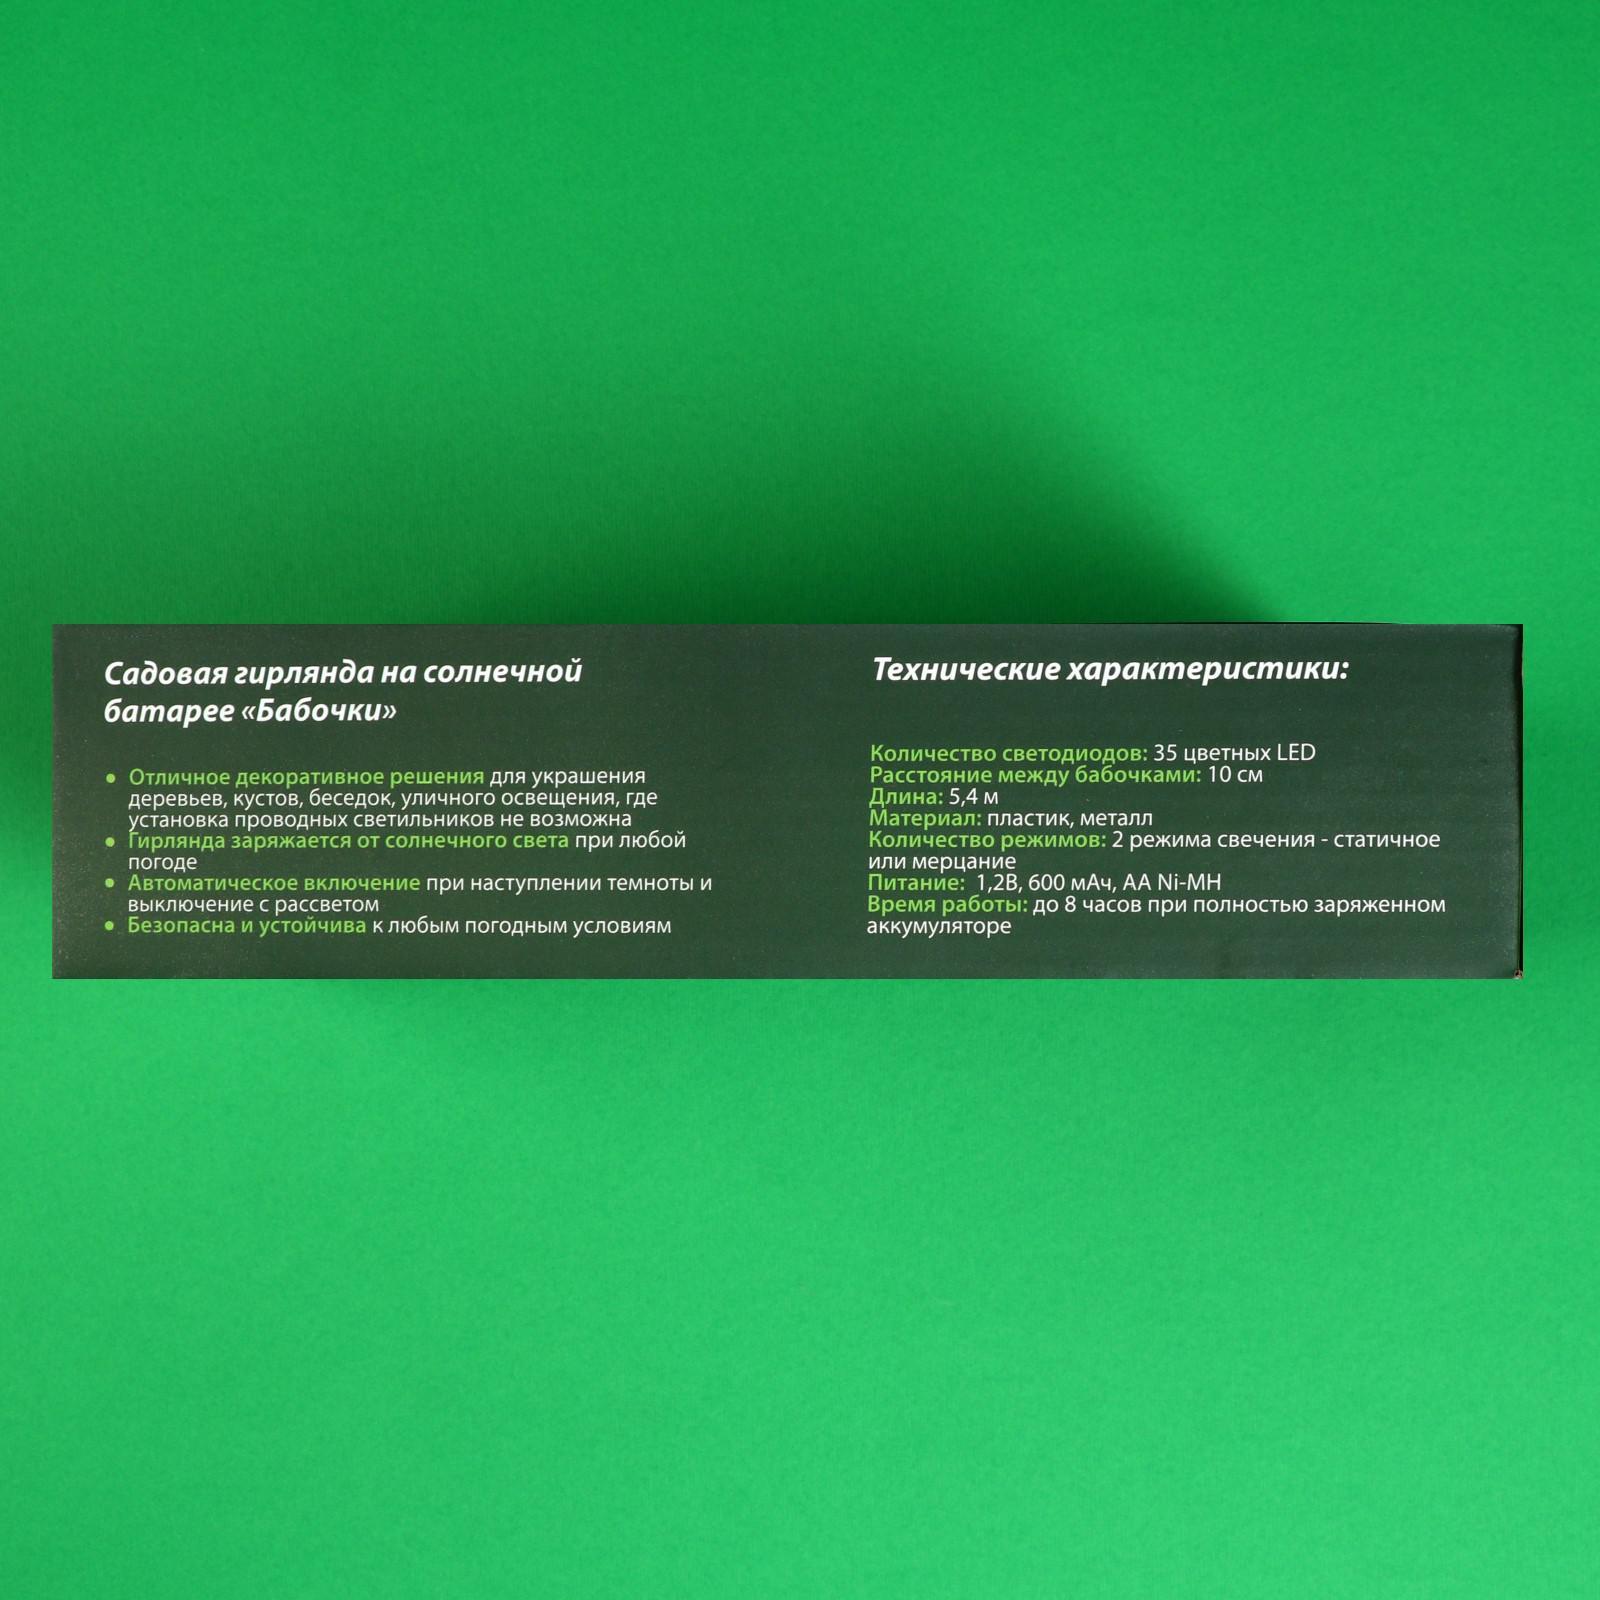 Садовая гирлянда на солнечной
батарее «Бабочки»
• Отличное декоративное решения для украшения
деревьев, кустов, беседок, уличного освещения, где
установка проводных светильников не возможна
• Гирлянда заряжается от солнечного света при любой
погоде
• Автоматическое включение при наступлении темноты и
выключение с рассветом
• Безопасна и устойчива к любым погодным условиям
Технические характеристики:
Количество светодиодов: 35 цветных LED
Расстояние между бабочками: 10 см
Длина: 5,4 м
Материал: пластик, металл
Количество режимов: 2 режима свечения - статичное
или мерцание
Питание: 1,2В, 600 мАч, АА Ni-MH
Время работы: до 8 часов при полностью заряженном
аккумуляторе